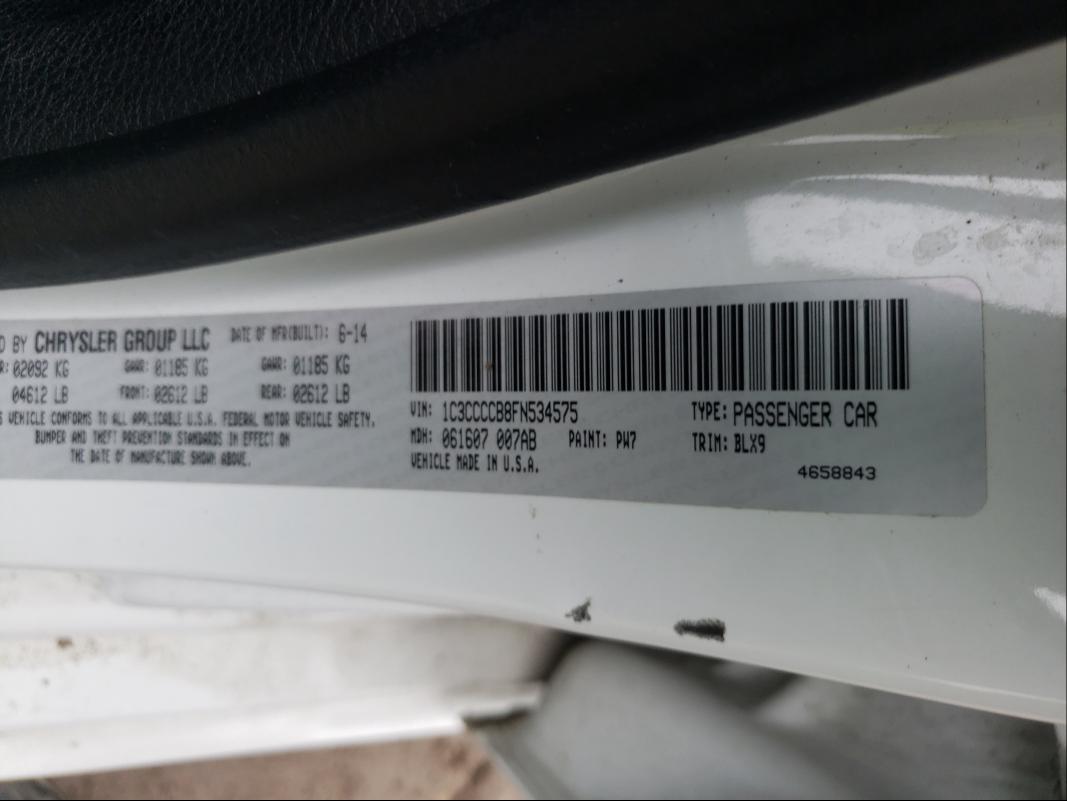 D BY CHRYSLER GROUP LLC DATE OF MFR(BUILT): 6-14
R: 02092 KG GAWR: 01185 KG GAWR: 01185 KG
04612 LB FRONT: 02612 LB REAR: 02612 LB
S VEHICLE CONFORMS TO ALL APPLICABLE U.S.A. FEDERAL MOTOR VEHICLE SAFETY,
BUMPER AND THEFT PREVENTION STANDARDS IN EFFECT ON
THE DATE OF MANUFACTURE SHOWN ABOVE.
VIN: 1C3CCCCB8FN534575 TYPE: PASSENGER CAR
MDH: 061607 007AB PAINT: PW7 TRIM: BLX9
VEHICLE MADE IN U.S.A.
4658843